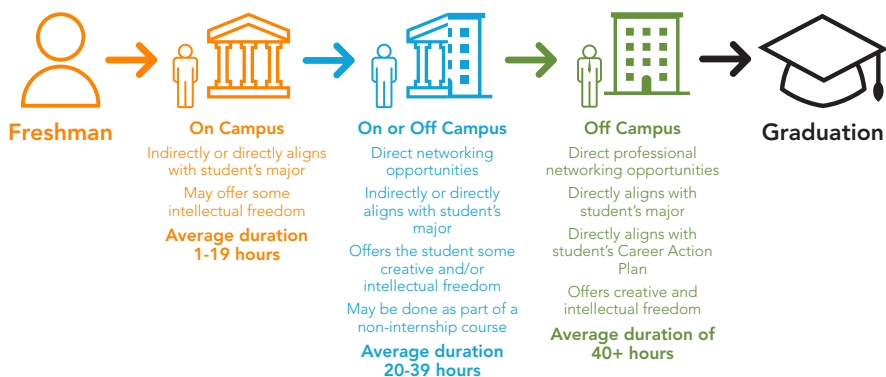 Freshman
On Campus
Indirectly or directly aligns
with student's major
May offer some
intellectual freedom
Average duration
1-19 hours
On or Off Campus
Direct networking
opportunities
Indirectly or directly
aligns with student's
major
Offers the student some
creative and/or
intellectual freedom
May be done as part of a
non-internship course
Average duration
20-39 hours
Off Campus
Direct professional
networking opportunities
Directly aligns with
student's major
Directly aligns with
student's Career Action
Plan
Offers creative and
intellectual freedom
Average duration of
40+ hours
Graduation